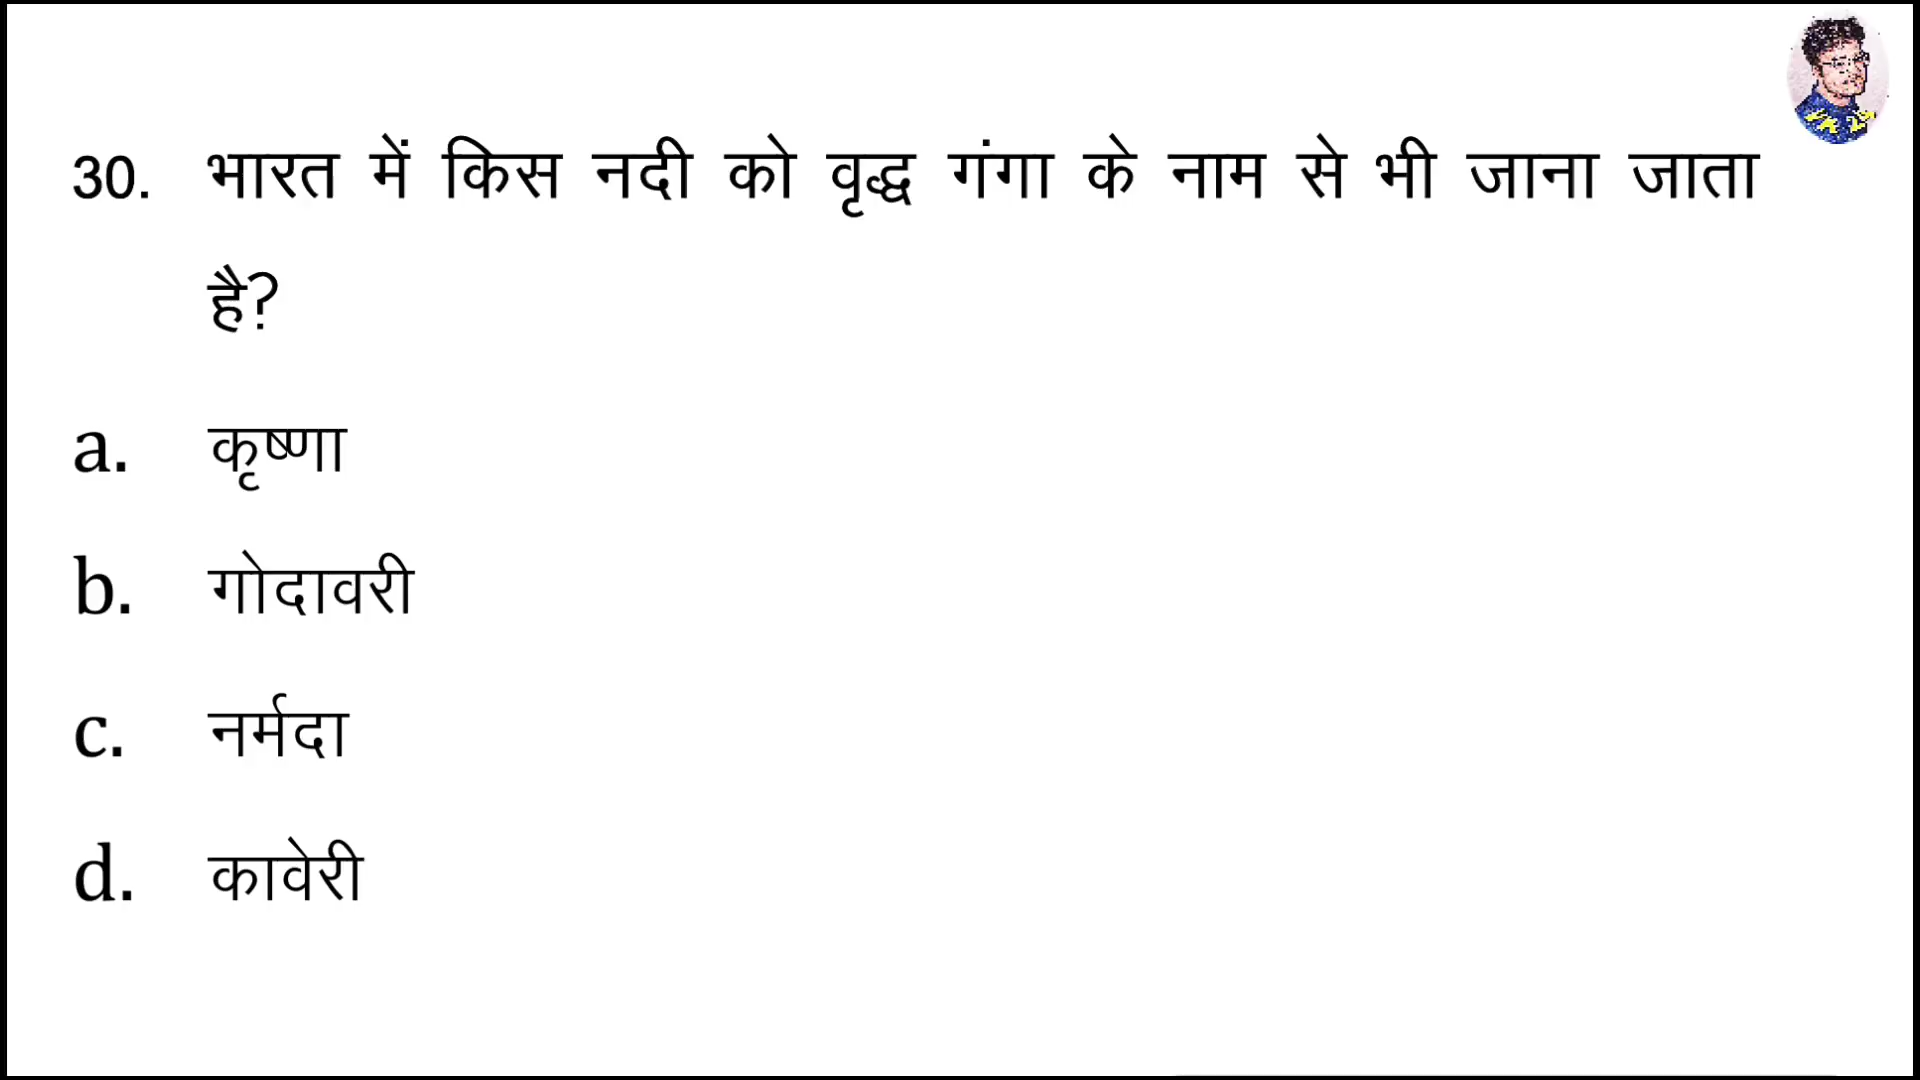 30. भारत में किस नदी को वृद्ध गंगा के नाम से भी जाना जाता
है?
a. कृष्णा
b. गोदावरी
c. नर्मदा
d. कावेरी